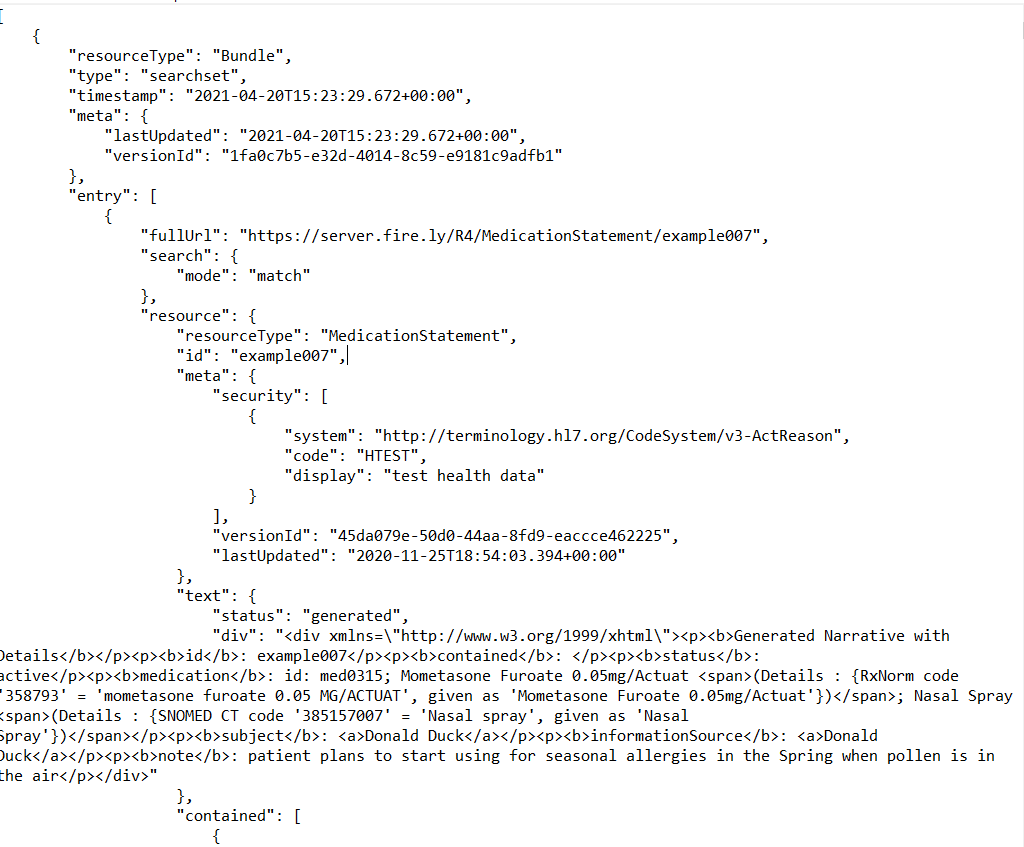 [
    {
        "resourceType": "Bundle",
        "type": "searchset",
        "timestamp": "2021-04-20T15:23:29.672+00:00",
        "meta": {
            "lastUpdated": "2021-04-20T15:23:29.672+00:00",
            "versionId": "1fa0c7b5-e32d-4014-8c59-e9181c9adfb1"
        },
        "entry": [
            {
                "fullUrl": "https://server.fire.ly/R4/MedicationStatement/example007",
                "search": {
                    "mode": "match"
                },
                "resource": {
                    "resourceType": "MedicationStatement",
                    "id": "example007",
                    "meta": {
                        "security": [
                            {
                                "system": "http://terminology.hl7.org/CodeSystem/v3-ActReason",
                                "code": "HTEST",
                                "display": "test health data"
                            }
                        ],
                        "versionId": "45da079e-50d0-44aa-8fd9-eaccce462225",
                        "lastUpdated": "2020-11-25T18:54:03.394+00:00"
                    },
                    "text": {
                        "status": "generated",
                        "div": "<div xmlns=\"http://www.w3.org/1999/xhtml\"><p><b>Generated Narrative with
Details</b></p><p><b>id</b>: example007</p><p><b>contained</b>: </p><p><b>status</b>:
active</p><p><b>medication</b>: id: med0315; Mometasone Furoate 0.05mg/Actuat <span>(Details : {RxNorm code
'358793' = 'mometasone furoate 0.05 MG/ACTUAT', given as 'Mometasone Furoate 0.05mg/Actuat'})</span>; Nasal Spray
<span>(Details : {SNOMED CT code '385157007' = 'Nasal spray', given as 'Nasal
Spray'})</span></p><p><b>subject</b>: <a>Donald Duck</a></p><p><b>informationSource</b>: <a>Donald
Duck</a></p><p><b>note</b>: patient plans to start using for seasonal allergies in the Spring when pollen is in
the air</p></div>"
                    },
                    "contained": [
                        {